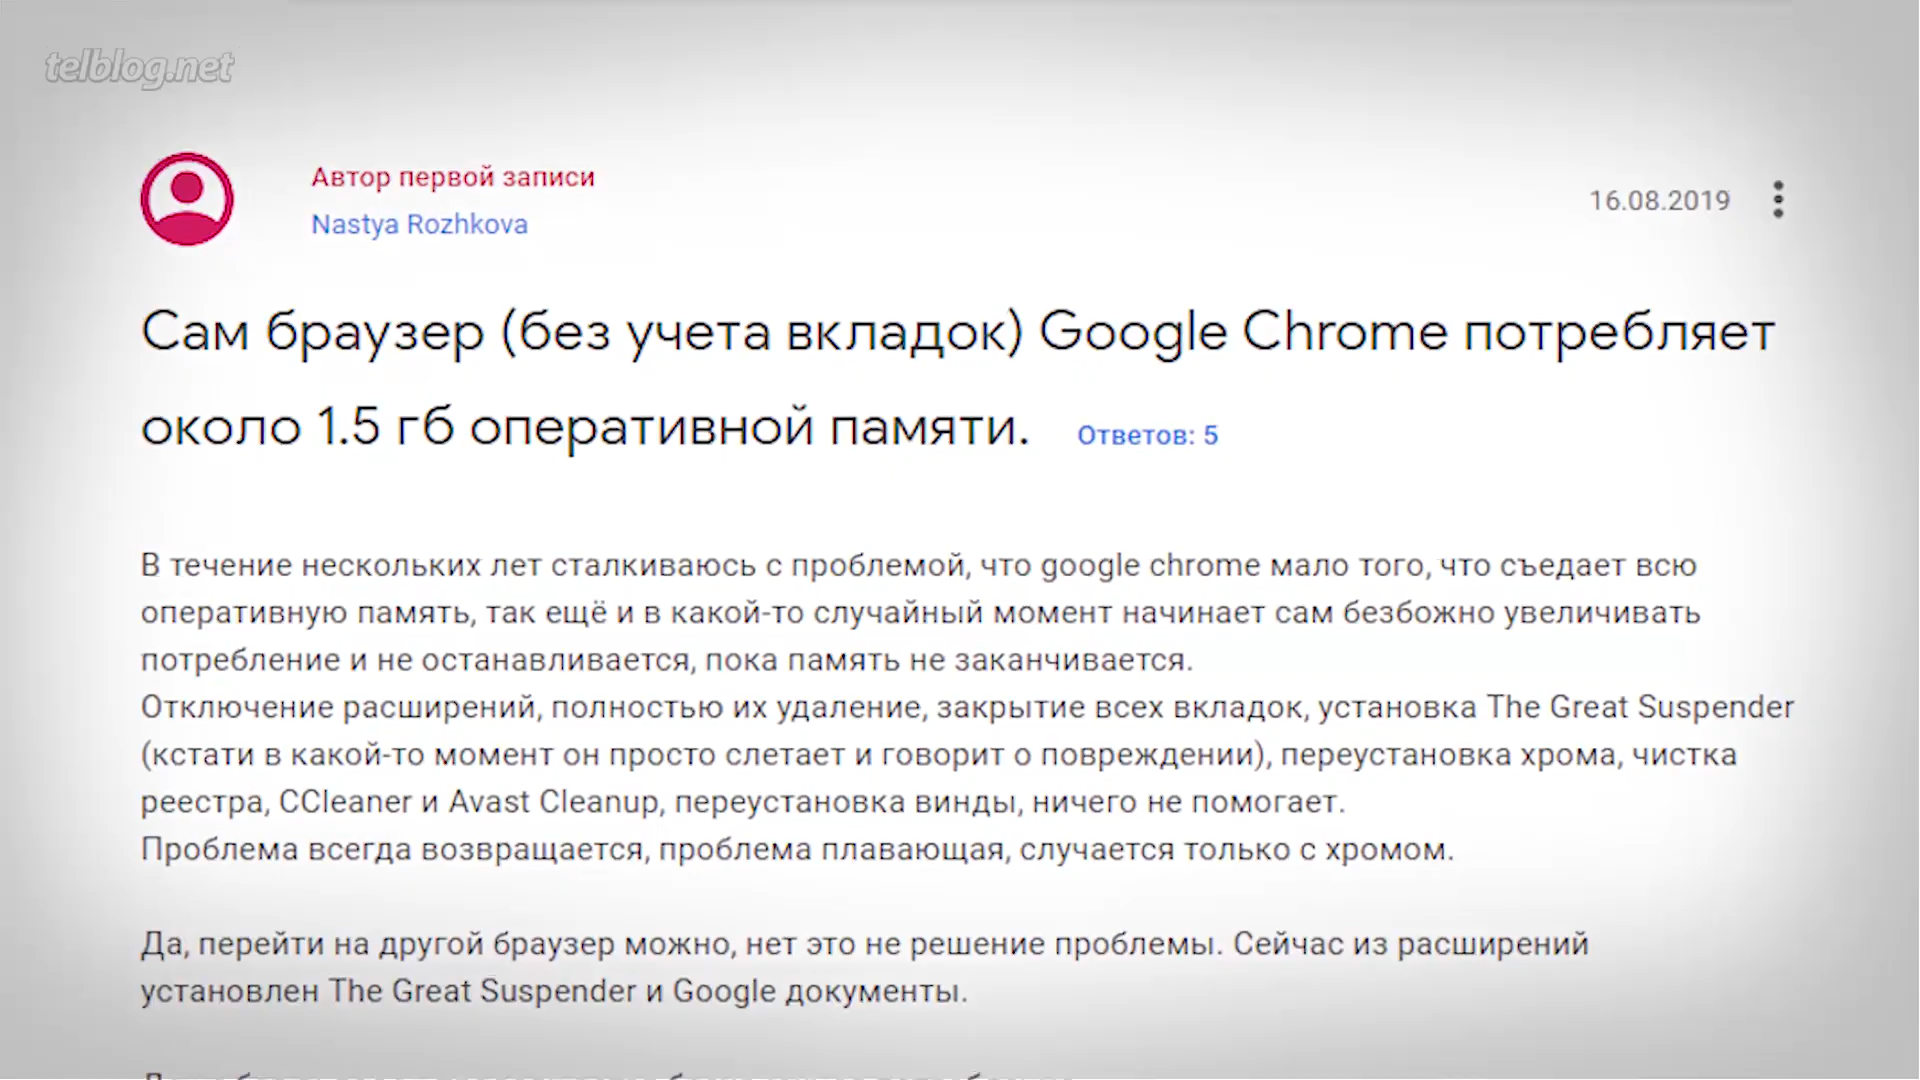 telblog.net
Автор первой записи
Nastya Rozhkova
16.08.2019
Сам браузер (без учета вкладок) Google Chrome потребляет
около 1.5 гб оперативной памяти. Ответов: 5
В течение нескольких лет сталкиваюсь с проблемой, что google chrome мало того, что съедает всю
оперативную память, так ещё и в какой-то случайный момент начинает сам безбожно увеличивать
потребление и не останавливается, пока память не заканчивается.
Отключение расширений, полностью их удаление, закрытие всех вкладок, установка The Great Suspender
(кстати в какой-то момент он просто слетает и говорит о повреждении), переустановка хрома, чистка
реестра, CCleaner и Avast Cleanup, переустановка винды, ничего не помогает.
Проблема всегда возвращается, проблема плавающая, случается только с хромом.
Да, перейти на другой браузер можно, нет это не решение проблемы. Сейчас из расширений
установлен The Great Suspender и Google документы.